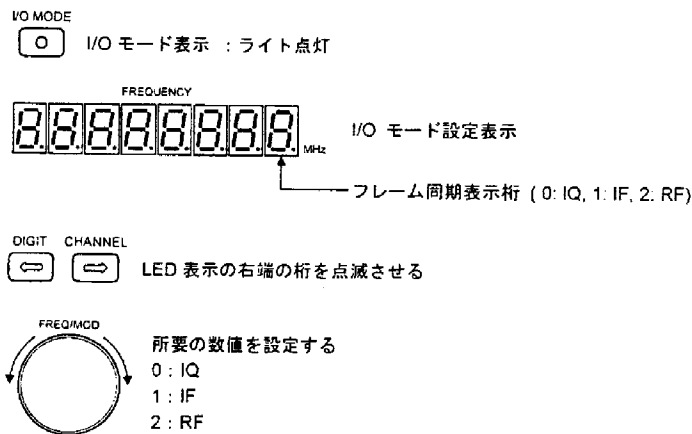 I/O MODE
I/O モード表示 : ライト点灯
FREQUENCY
8.8.8.8.8.8.8.8. MHz
I/O モード設定表示
フレーム同期表示桁 ( 0: IQ, 1: IF, 2: RF)
DIGIT CHANNEL
LED 表示の右端の桁を点滅させる
FREQ/MOD
所要の数値を設定する
0 : IQ
1 : IF
2 : RF